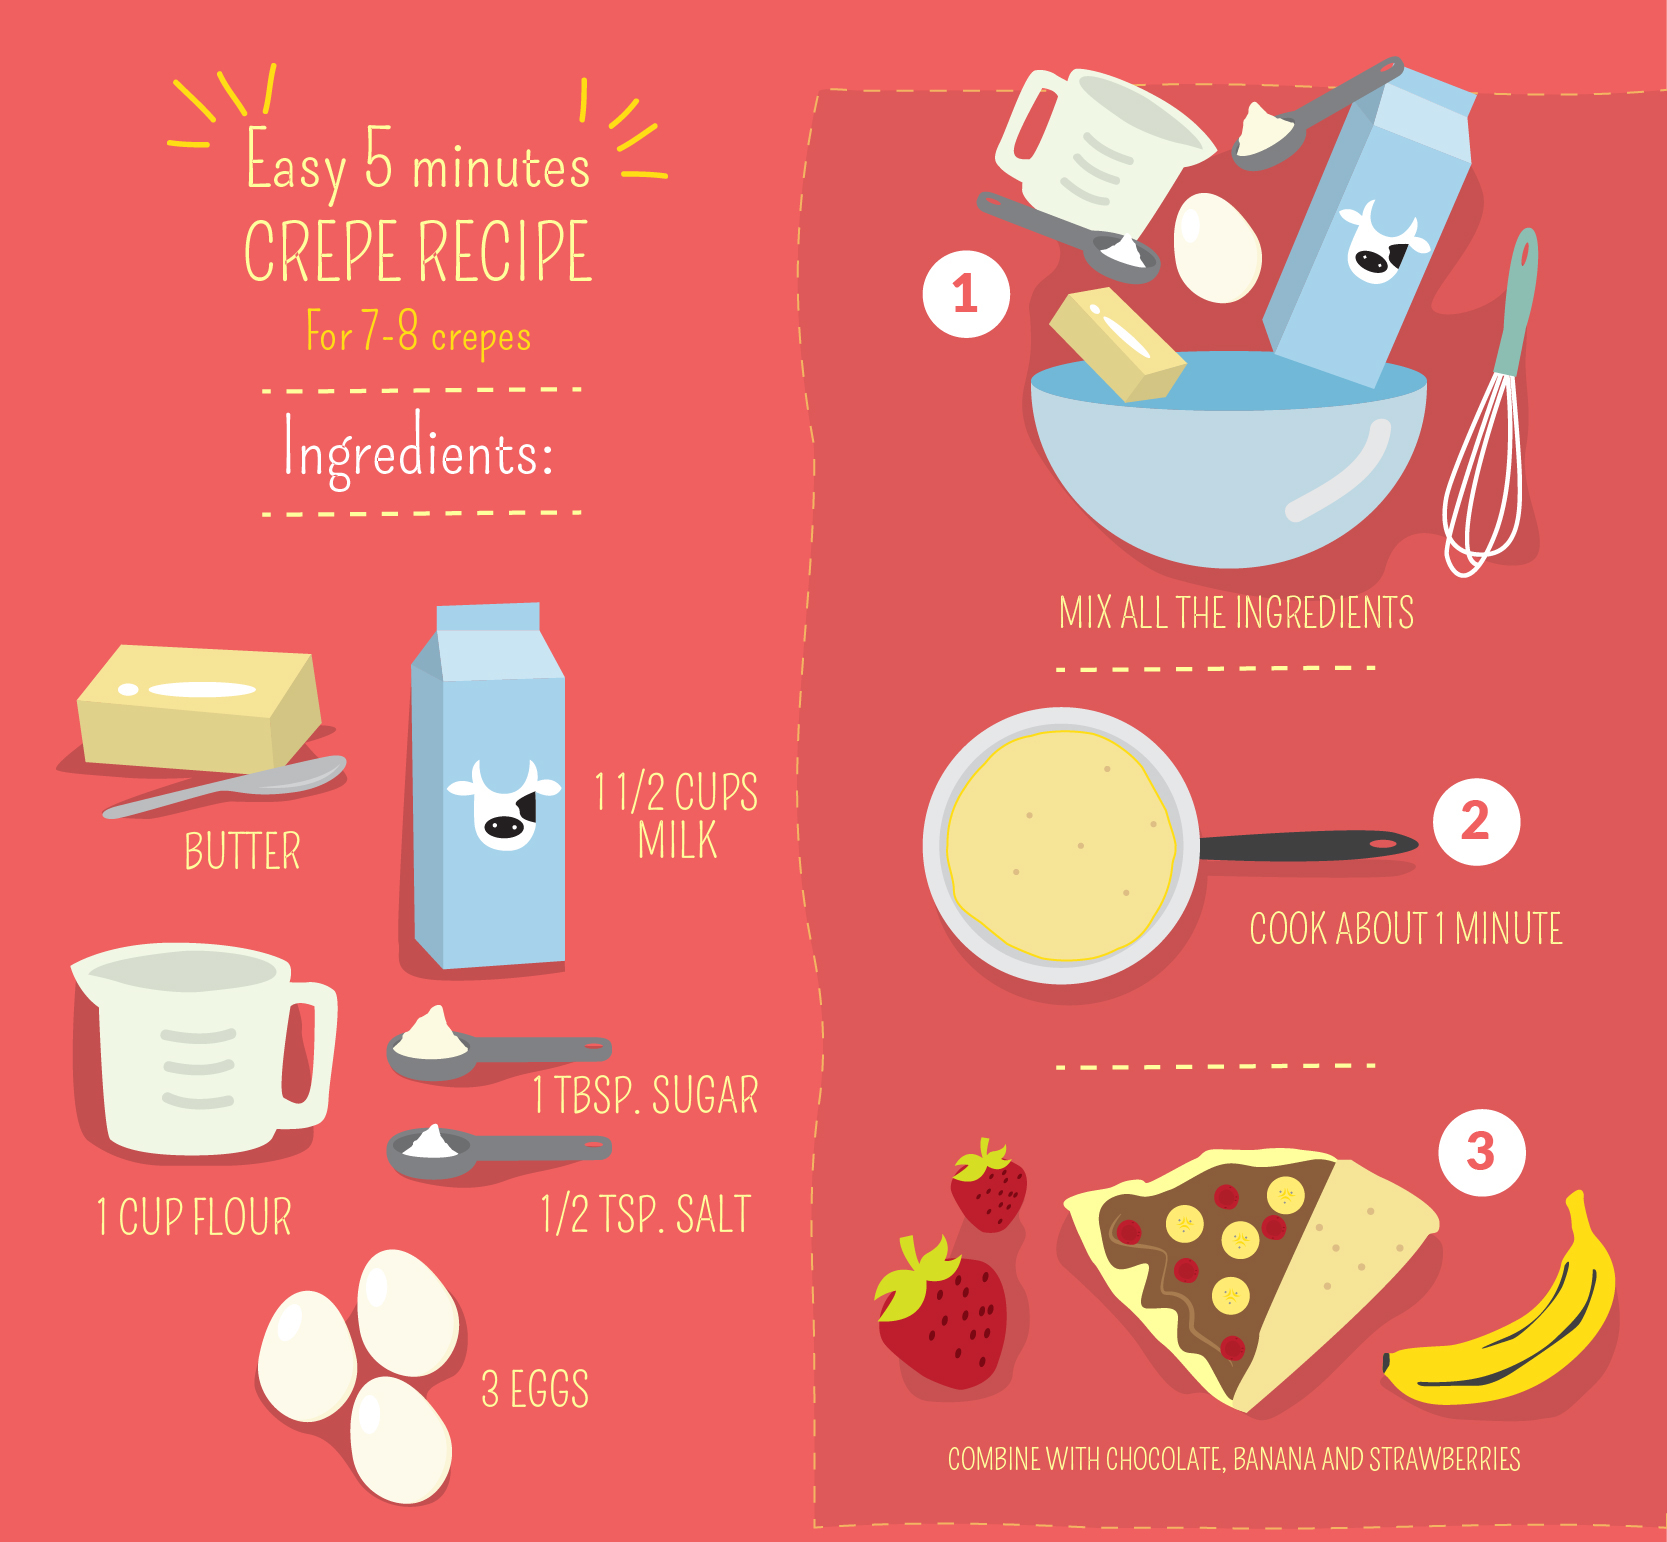 Easy 5 minutes
CREPE RECIPE
For 7-8 crepes
Ingredients:
BUTTER
1 1/2 CUPS
MILK
1 CUP FLOUR
1 TBSP. SUGAR
1/2 TSP. SALT
3 EGGS
1
MIX ALL THE INGREDIENTS
2
COOK ABOUT 1 MINUTE
3
COMBINE WITH CHOCOLATE, BANANA AND STRAWBERRIES